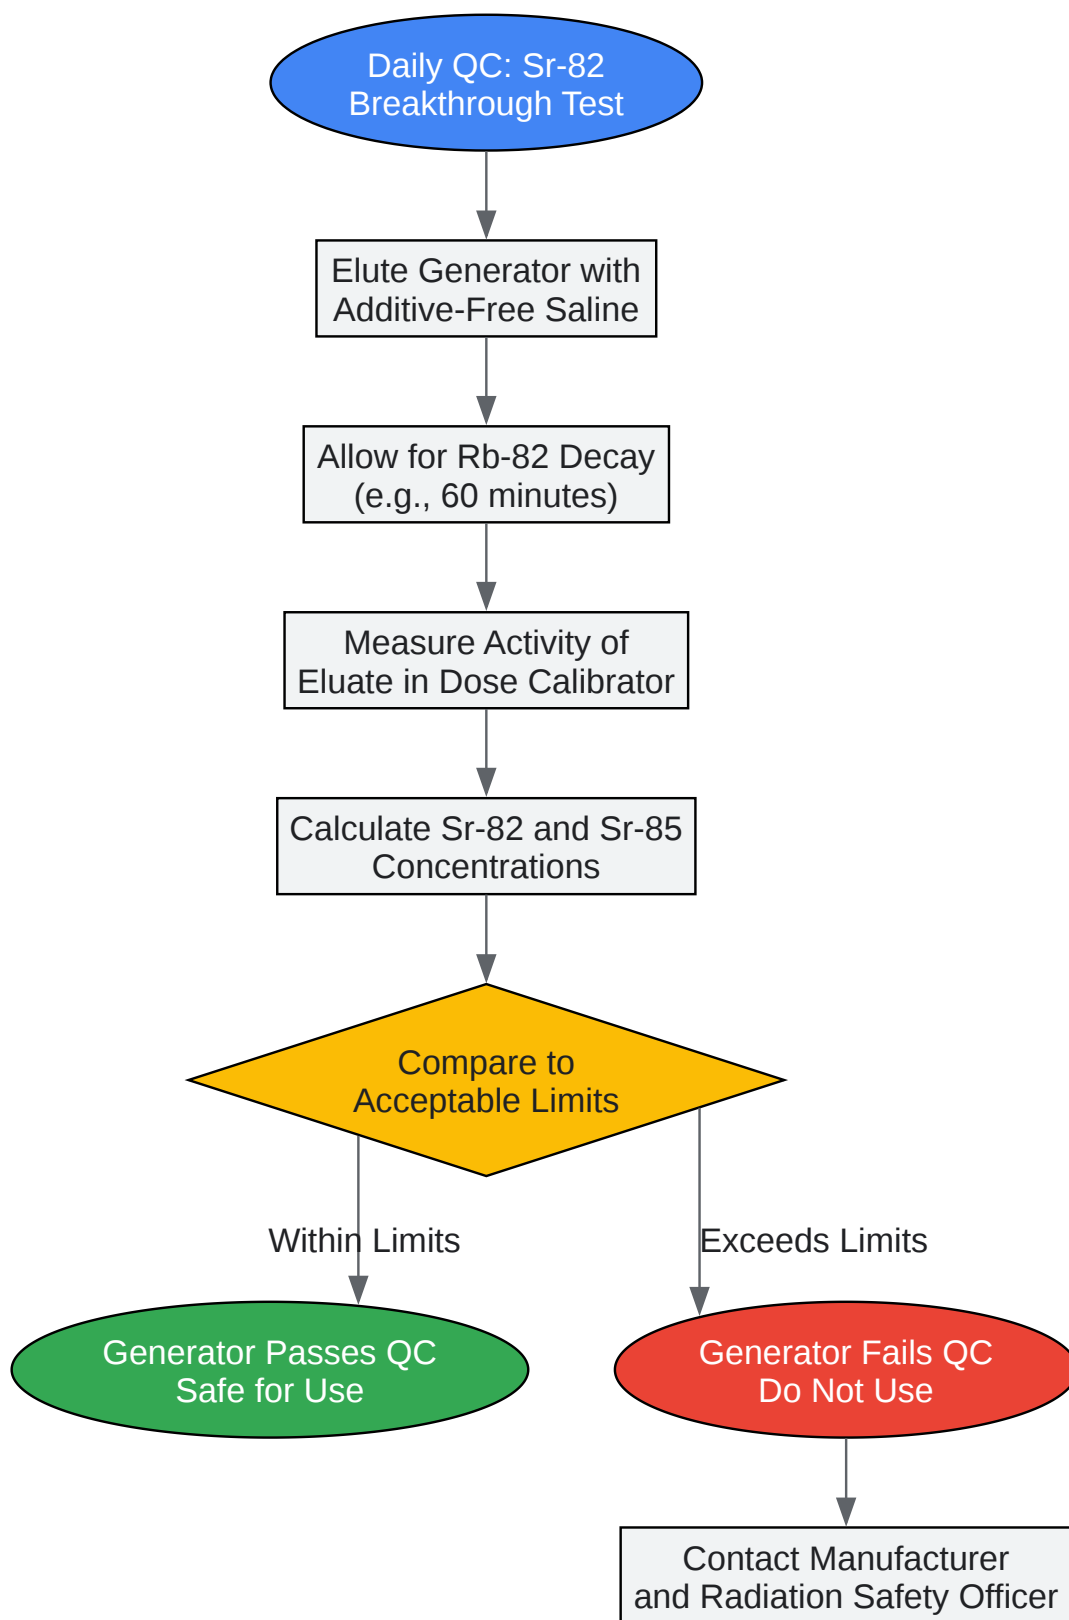 Daily QC: Sr-82
Breakthrough Test
Elute Generator with
Additive-Free Saline
Allow for Rb-82 Decay
(e.g., 60 minutes)
Measure Activity of
Eluate in Dose Calibrator
Calculate Sr-82 and Sr-85
Concentrations
Compare to
Acceptable Limits
Within Limits
Exceeds Limits
Generator Passes QC
Safe for Use
Generator Fails QC
Do Not Use
Contact Manufacturer
and Radiation Safety Officer